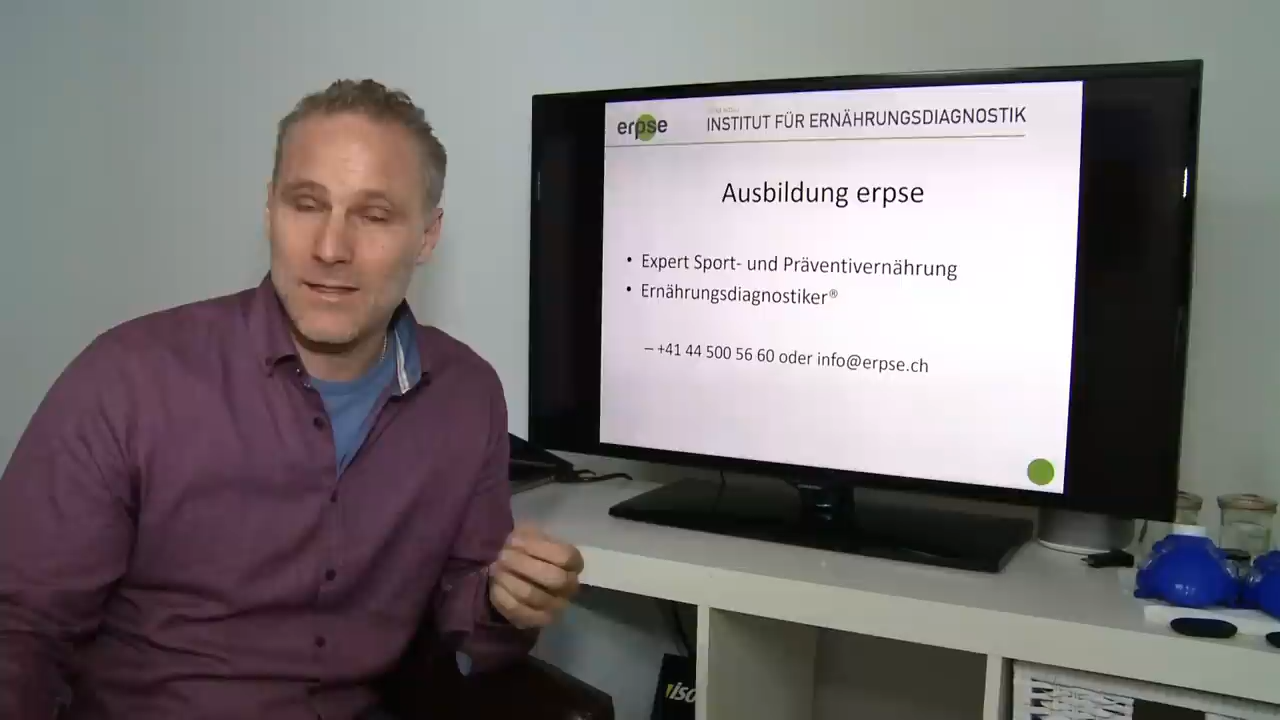 erpse
INSTITUT FÜR ERNÄHRUNGSDIAGNOSTIK
Ausbildung erpse
• Expert Sport- und Präventivernährung
• Ernährungsdiagnostiker®
– +41 44 500 56 60 oder info@erpse.ch
iso